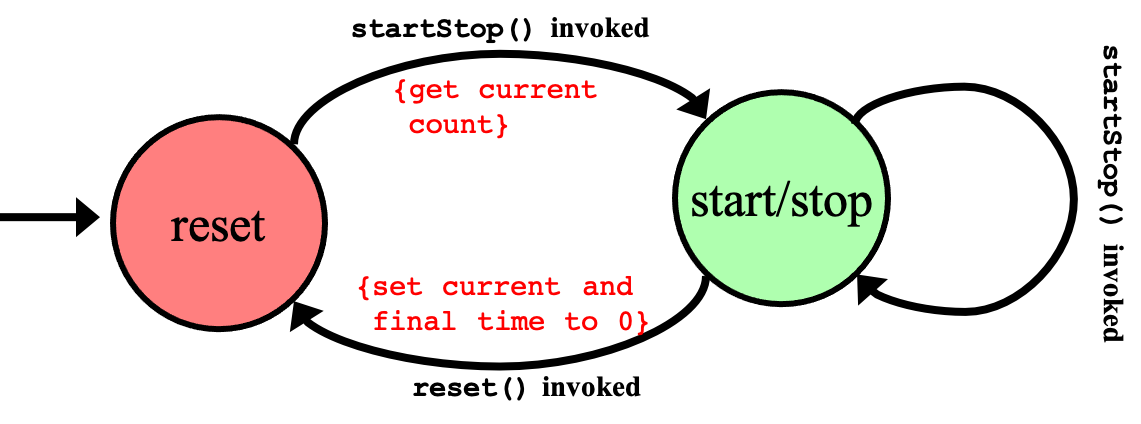 startStop() invoked
{get current
count}
reset
start/stop
startStop() invoked
{set current and
final time to 0}
reset() invoked